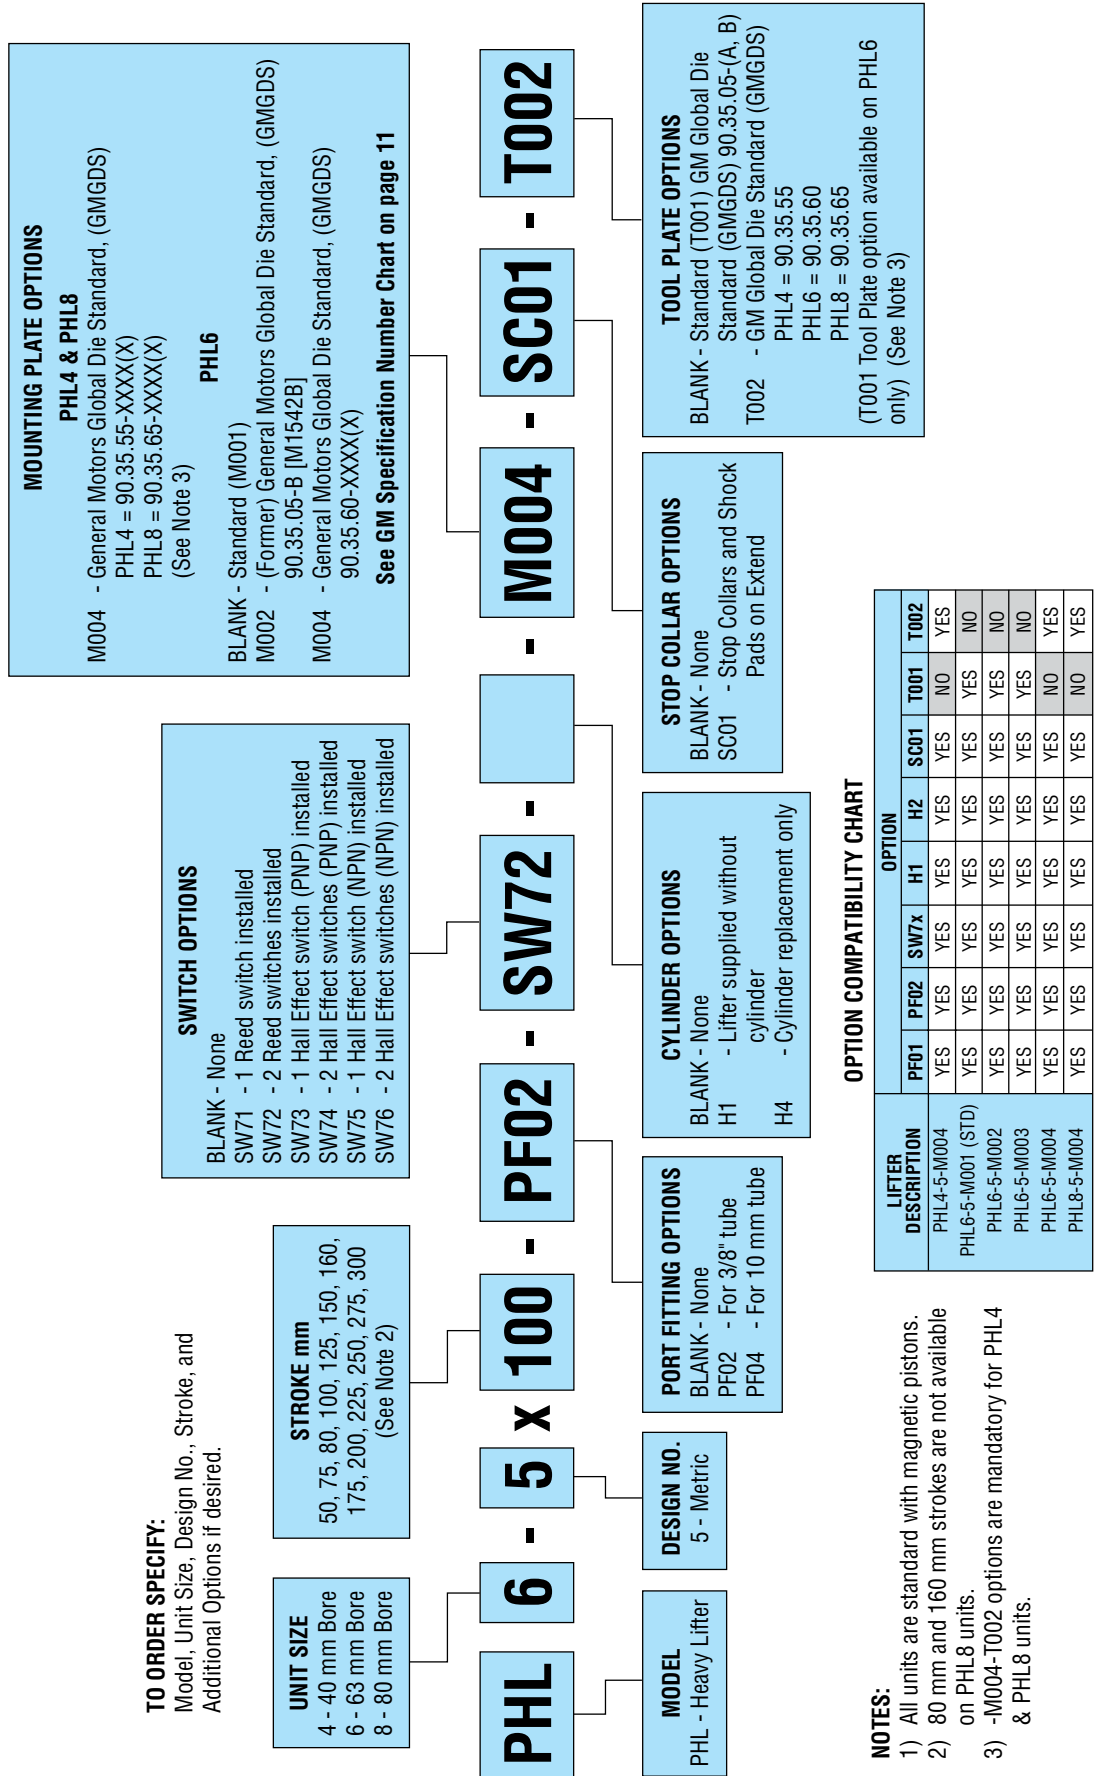 TO ORDER SPECIFY:
Model, Unit Size, Design No., Stroke, and
Additional Options if desired.
UNIT SIZE
4 - 40 mm Bore
6 - 63 mm Bore
8 - 80 mm Bore
STROKE mm
50, 75, 80, 100, 125, 150, 160,
175, 200, 225, 250, 275, 300
(See Note 2)
SWITCH OPTIONS
BLANK - None
SW71 - 1 Reed switch installed
SW72 - 2 Reed switches installed
SW73 - 1 Hall Effect switch (PNP) installed
SW74 - 2 Hall Effect switches (PNP) installed
SW75 - 1 Hall Effect switch (NPN) installed
SW76 - 2 Hall Effect switches (NPN) installed
MOUNTING PLATE OPTIONS
PHL4 & PHL8
M004 - General Motors Global Die Standard, (GMGDS)
PHL4 = 90.35.55-XXXX(X)
PHL8 = 90.35.65-XXXX(X)
(See Note 3)
PHL6
BLANK - Standard (M001)
M002 - (Former) General Motors Global Die Standard, (GMGDS)
90.35.05-B [M1542B]
M004 - General Motors Global Die Standard, (GMGDS)
90.35.60-XXXX(X)
See GM Specification Number Chart on page 11
PHL 6 - 5 x 100 - PF02 - SW72 - - M004 - SC01 - T002
MODEL
PHL - Heavy Lifter
DESIGN NO.
5 - Metric
PORT FITTING OPTIONS
BLANK - None
PF02 - For 3/8" tube
PF04 - For 10 mm tube
CYLINDER OPTIONS
BLANK - None
H1 - Lifter supplied without
cylinder
H4 - Cylinder replacement only
STOP COLLAR OPTIONS
BLANK - None
SC01 - Stop Collars and Shock
Pads on Extend
TOOL PLATE OPTIONS
BLANK - Standard (T001) GM Global Die
Standard (GMGDS) 90.35.05-(A, B)
T002 - GM Global Die Standard (GMGDS)
PHL4 = 90.35.55
PHL6 = 90.35.60
PHL8 = 90.35.65
(T001 Tool Plate option available on PHL6
only) (See Note 3)
NOTES:
1) All units are standard with magnetic pistons.
2) 80 mm and 160 mm strokes are not available
on PHL8 units.
3) -M004-T002 options are mandatory for PHL4
& PHL8 units.
OPTION COMPATIBILITY CHART
LIFTER DESCRIPTION OPTION
PF01 PF02 SW7x H1 H2 SC01 T001 T002
PHL4-5-M004 YES YES YES YES YES YES NO YES
PHL6-5-M001 (STD) YES YES YES YES YES YES YES NO
PHL6-5-M002 YES YES YES YES YES YES YES NO
PHL6-5-M003 YES YES YES YES YES YES YES NO
PHL6-5-M004 YES YES YES YES YES YES NO YES
PHL8-5-M004 YES YES YES YES YES YES NO YES